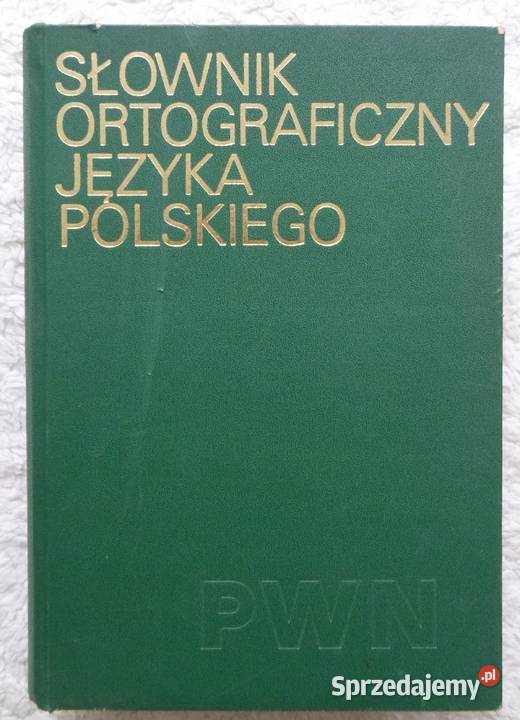 SŁOWNIK
ORTOGRAFICZNY
JĘZYKA
POLSKIEGO
PWN
Sprzedajemy.pl